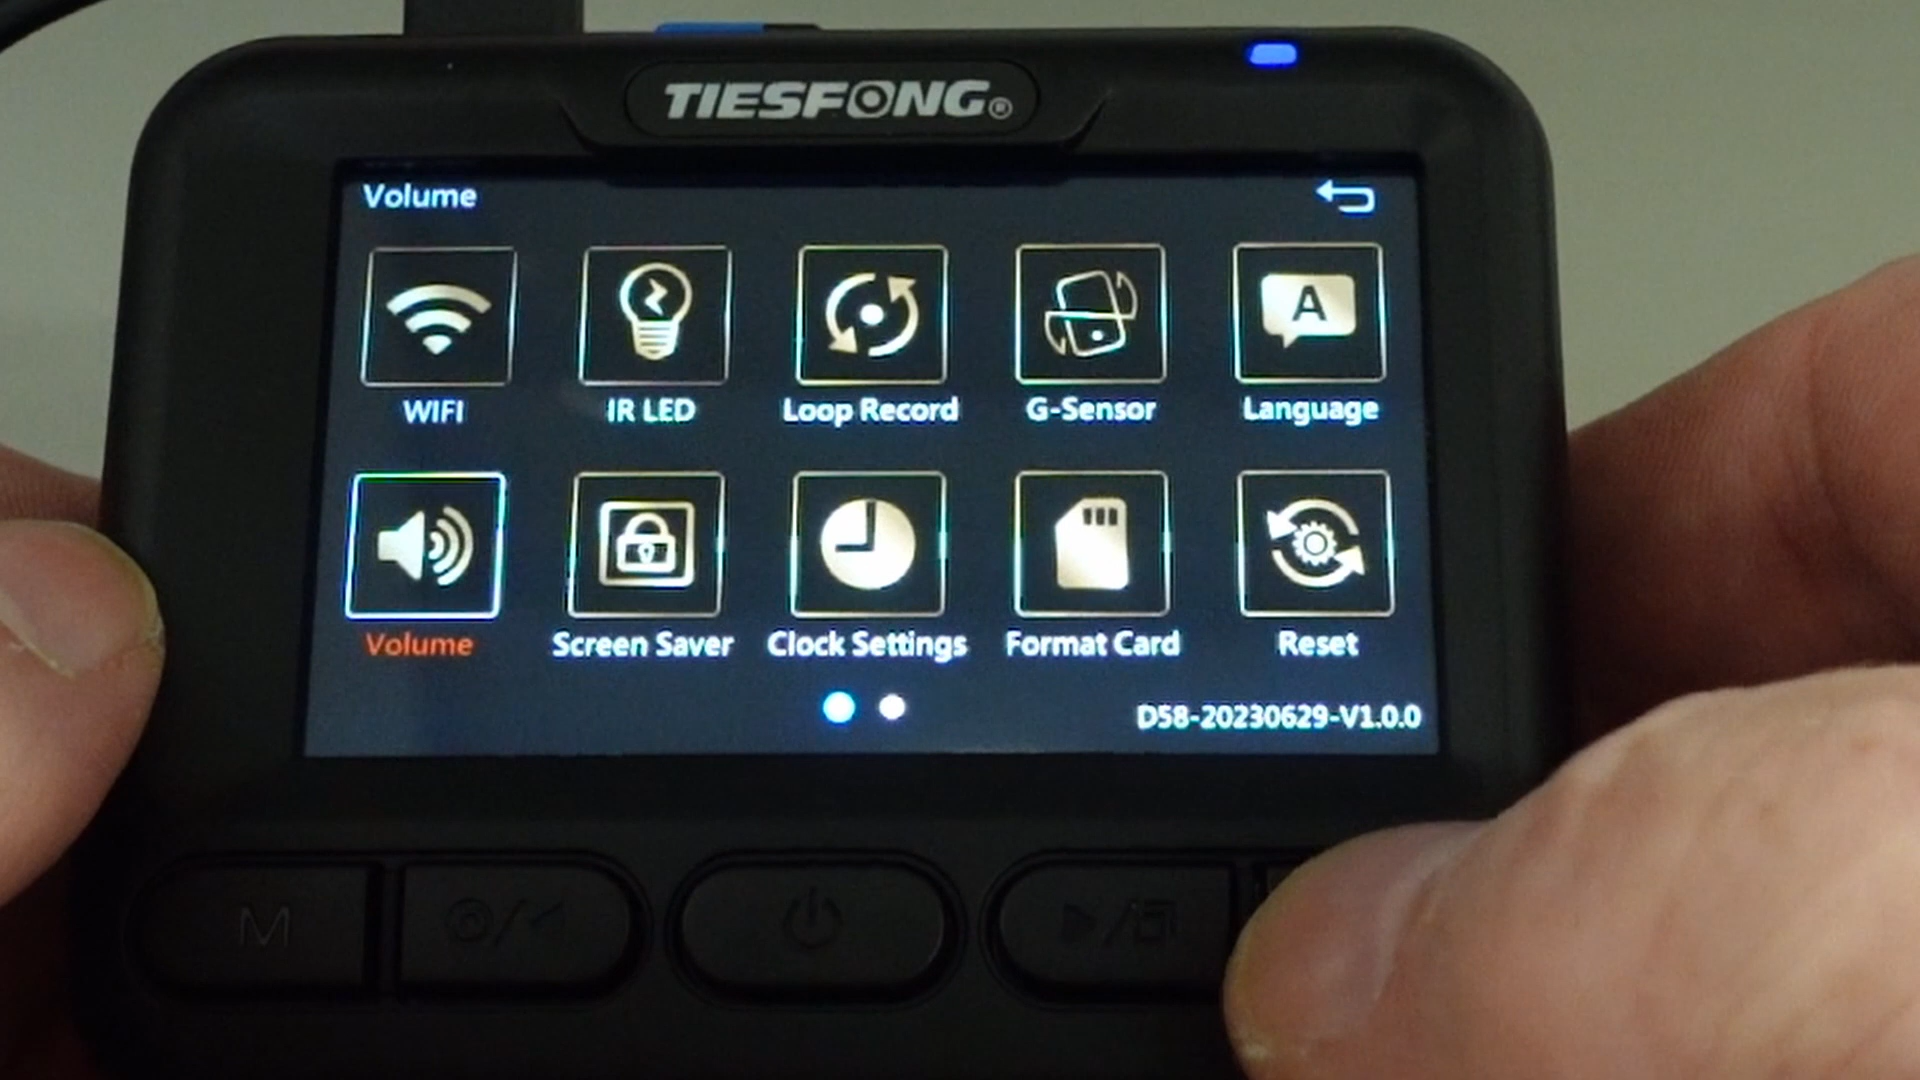 TIESFONG®
Volume
A
WIFI IR LED Loop Record G-Sensor Language
Volume Screen Saver Clock Settings Format Card Reset
D58-20230629-V1.0.0
M